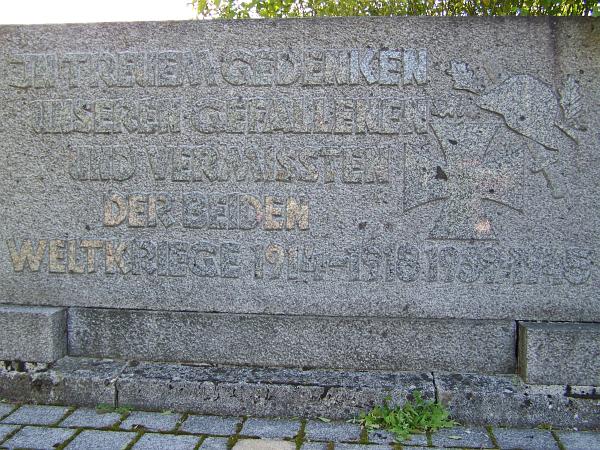 IN TREUEM GEDENKEN
UNSEREN GEFALLENEN
UND VERMISSTEN
DER BEIDEN
WELTKRIEGE 1914-1918 1939-1945